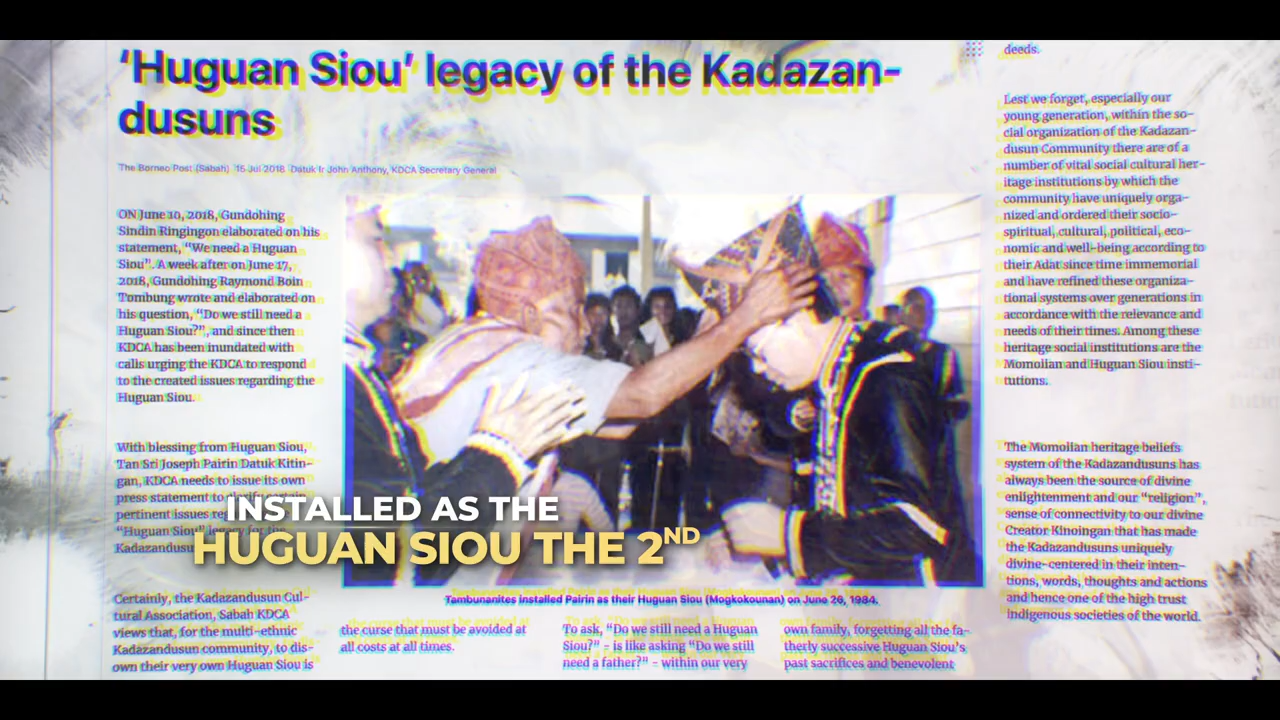 ‘Huguan Siou’ legacy of the Kadazan-
dusuns
The Borneo Post (Sabah) 15 Jul 2018 Datuk Ir John Anthony, KDCA Secretary General
ON June 10, 2018, Gundohing
Sindin Ringingon elaborated on his
statement, “We need a Huguan
Siou”. A week after on June 17,
2018, Gundohing Raymond Boin
Tombung wrote and elaborated on
his question, “Do we still need a
Huguan Siou?”, and since then
KDCA has been inundated with
calls urging the KDCA to respond
to the created issues regarding the
Huguan Siou.
With blessing from Huguan Siou,
Tan Sri Joseph Pairin Datuk Kitin-
gan, KDCA needs to issue its own
press statement to clarify certain
pertinent issues
“Huguan Siou” legacy for the
Certainly, the Kadazandusun Cul-
tural Association, Sabah KDCA
views that, for the multi-ethnic
Kadazandusun community, to dis-
own their very own Huguan Siou is
INSTALLED AS THE
HUGUAN SIOU THE 2ND
Tambunanites installed Pairin as their Huguan Siou (Mogkokounan) on June 26, 1984.
the curse that must be avoided at
all costs at all times.
To ask, “Do we still need a Huguan
Siou?” – is like asking “Do we still
need a father?” – within our very
own family, forgetting all the fa-
therly successive Huguan Siou’s
past sacrifices and benevolent
deeds.
Lest we forget, especially our
young generation, within the so-
cial organization of the Kadazan-
dusun Community there are of a
number of vital social cultural her-
itage institutions by which the
community have uniquely orga-
nized and ordered their socio-
spiritual, cultural, political, eco-
nomic and well-being according to
their Adat since time immemorial
and have refined these organiza-
tional systems over generations in
accordance with the relevance and
needs of their times. Among these
heritage social institutions are the
Momolian and Huguan Siou insti-
tutions.
The Momolian heritage beliefs
system of the Kadazandusuns has
always been the source of divine
enlightenment and our “religion”,
sense of connectivity to our divine
Creator Kinoingan that has made
the Kadazandusuns uniquely
divine-centered in their inten-
tions, words, thoughts and actions
and hence one of the high trust
indigenous societies of the world.